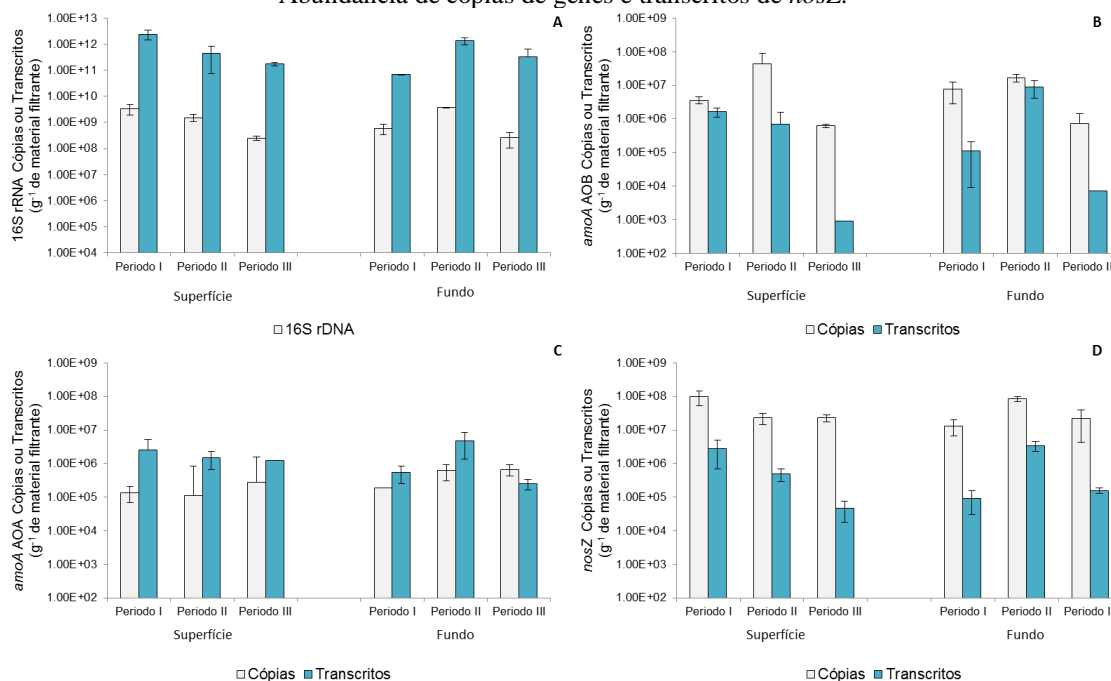 Abundância de cópias de genes e transcritos de nosZ.
A
16S rRNA Cópias ou Transcritos
(g⁻¹ de material filtrante)
1.00E+13
1.00E+12
1.00E+11
1.00E+10
1.00E+09
1.00E+08
1.00E+07
1.00E+06
1.00E+05
1.00E+04
Periodo I Periodo II Periodo III Periodo I Periodo II Periodo III
Superfície Fundo
16S rDNA
B
amoA AOB Cópias ou Transcritos
(g⁻¹ de material filtrante)
1.00E+09
1.00E+08
1.00E+07
1.00E+06
1.00E+05
1.00E+04
1.00E+03
1.00E+02
Periodo I Periodo II Periodo III Periodo I Periodo II Periodo II
Superfície Fundo
Cópias Transcritos
C
amoA AOA Cópias ou Transcritos
(g⁻¹ de material filtrante)
1.00E+09
1.00E+08
1.00E+07
1.00E+06
1.00E+05
1.00E+04
1.00E+03
1.00E+02
Periodo I Periodo II Periodo III Periodo I Periodo II Periodo III
Superfície Fundo
Cópias Transcritos
D
nosZ Cópias ou Transcritos
(g⁻¹ de material filtrante)
1.00E+09
1.00E+08
1.00E+07
1.00E+06
1.00E+05
1.00E+04
1.00E+03
1.00E+02
Periodo I Periodo II Periodo III Periodo I Periodo II Periodo I
Superfície Fundo
Cópias Transcritos